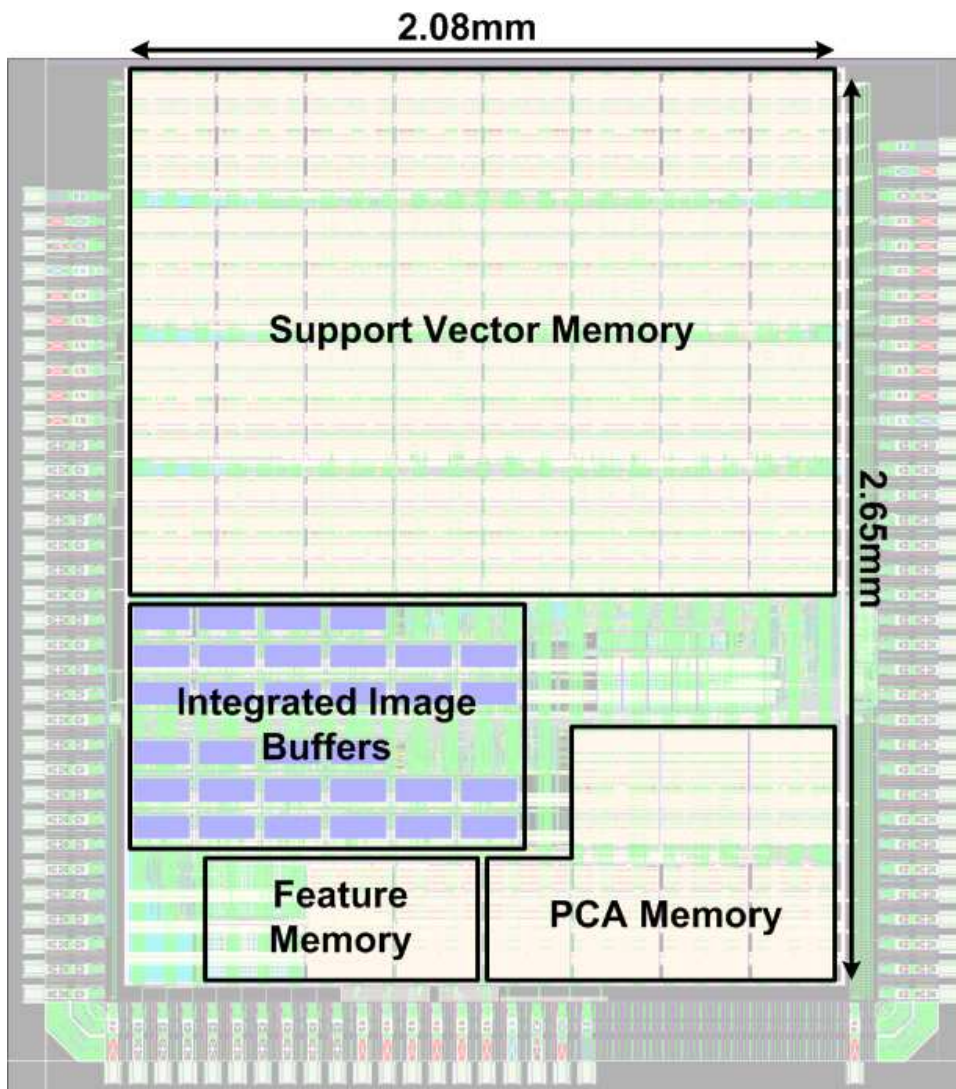 2.08mm
Support Vector Memory
2.65mm
Integrated Image
Buffers
Feature
Memory
PCA Memory